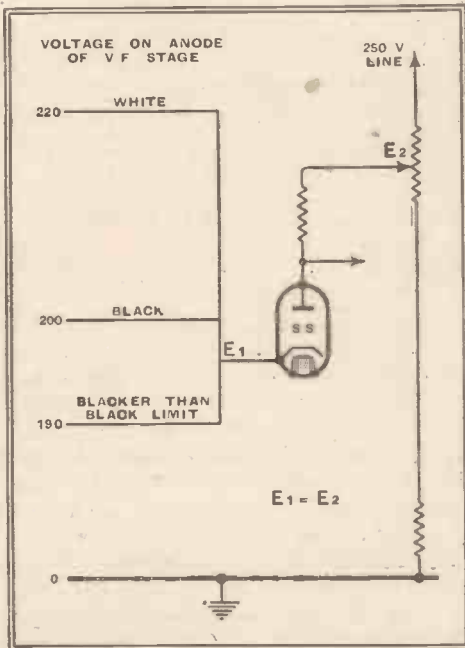 VOLTAGE ON ANODE
OF V F STAGE
250 V
LINE
220
WHITE
E2
200
BLACK
E1
S S
BLACKER THAN
BLACK LIMIT
190
E1 = E2
0